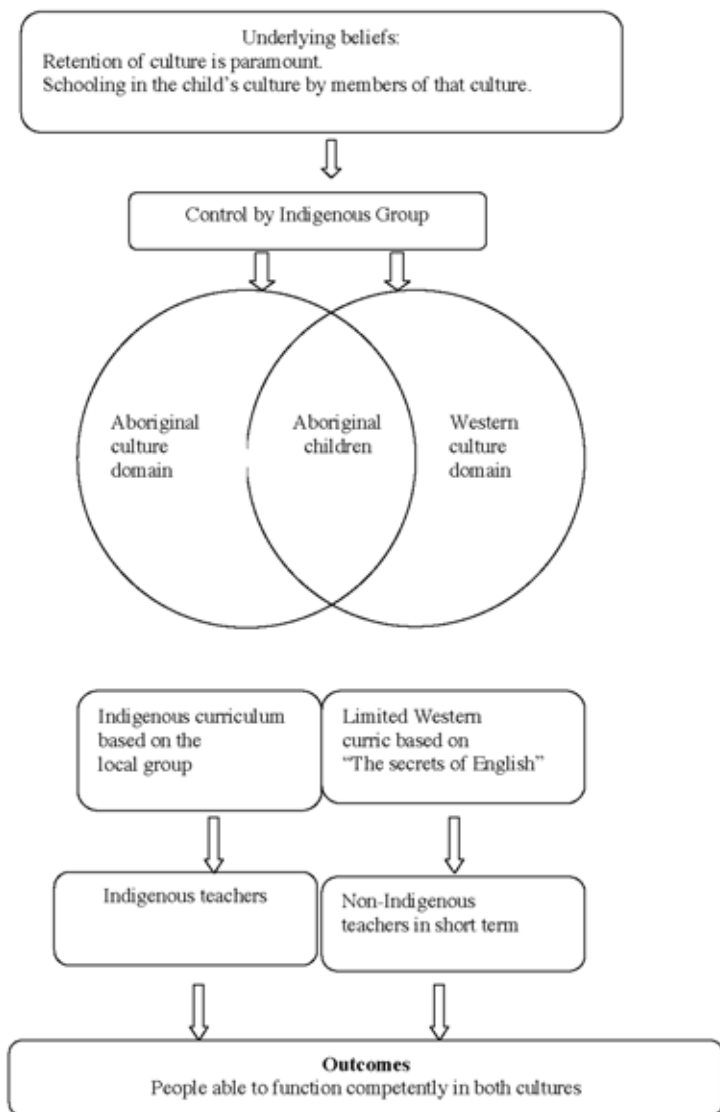 Underlying beliefs:
Retention of culture is paramount.
Schooling in the child's culture by members of that culture.
Control by Indigenous Group
Aboriginal
culture
domain
Aboriginal
children
Western
culture
domain
Indigenous curriculum
based on the
local group
Limited Western
curric based on
“The secrets of English”
Indigenous teachers
Non-Indigenous
teachers in short term
Outcomes
People able to function competently in both cultures